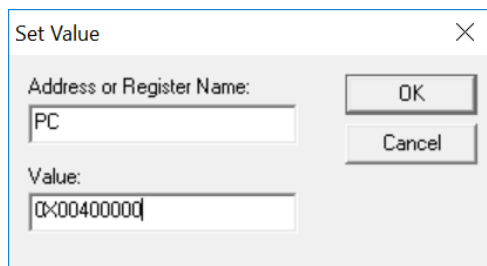 Set Value
Address or Register Name:
OK
PC
Cancel
Value:
0X00400000